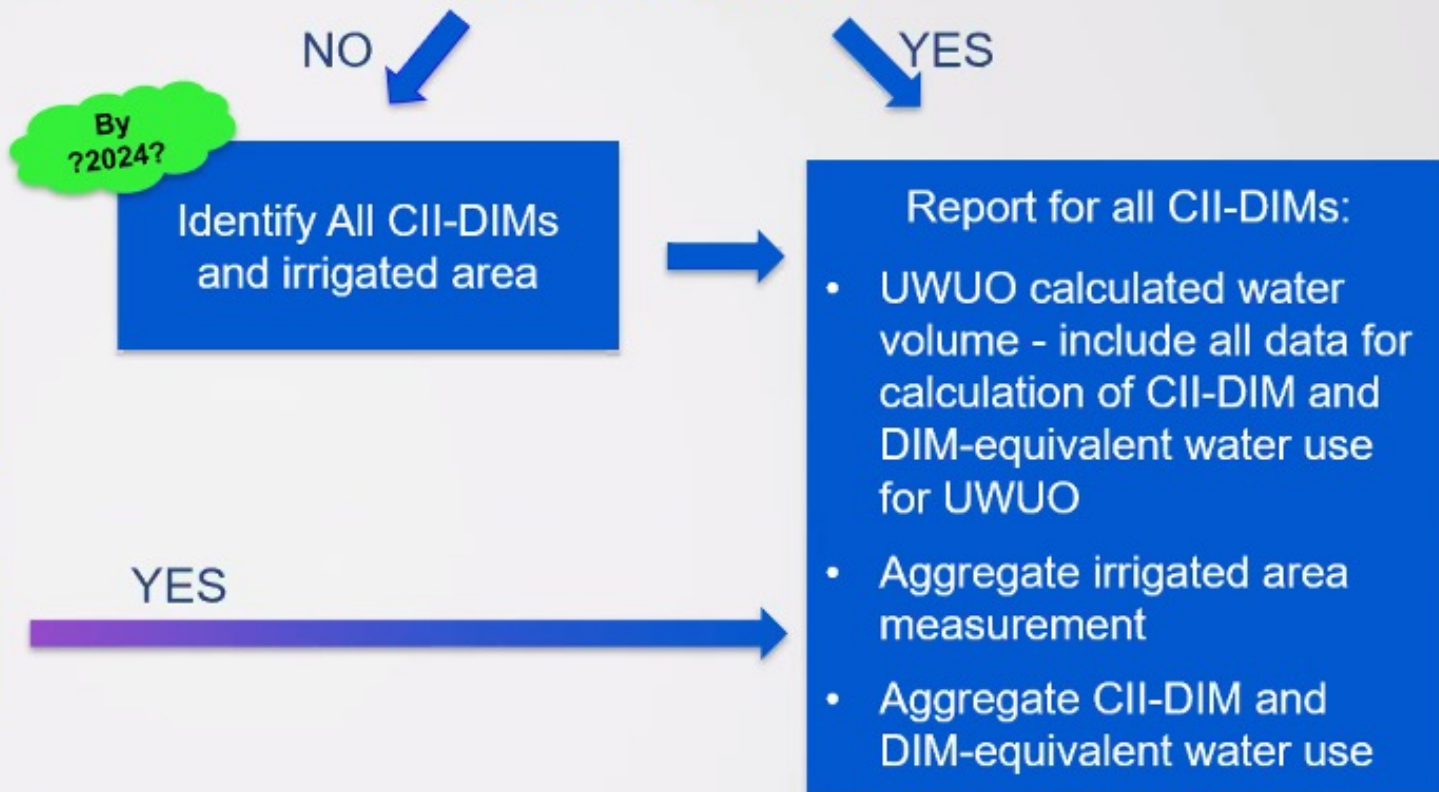 NO
YES
By
?2024?
Identify All CII-DIMs
and irrigated area
Report for all CII-DIMs:
• UWUO calculated water
volume - include all data for
calculation of CII-DIM and
DIM-equivalent water use
for UWUO
• Aggregate irrigated area
measurement
• Aggregate CII-DIM and
DIM-equivalent water use
YES